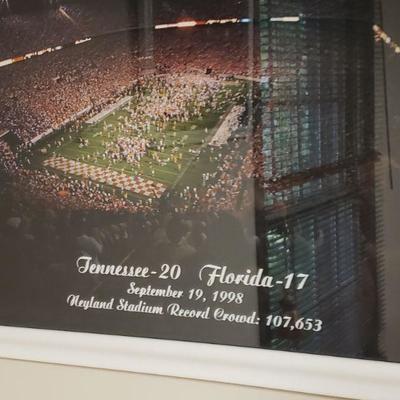 Tennessee-20 Florida-17
September 19, 1998
Neyland Stadium Record Crowd: 107,653